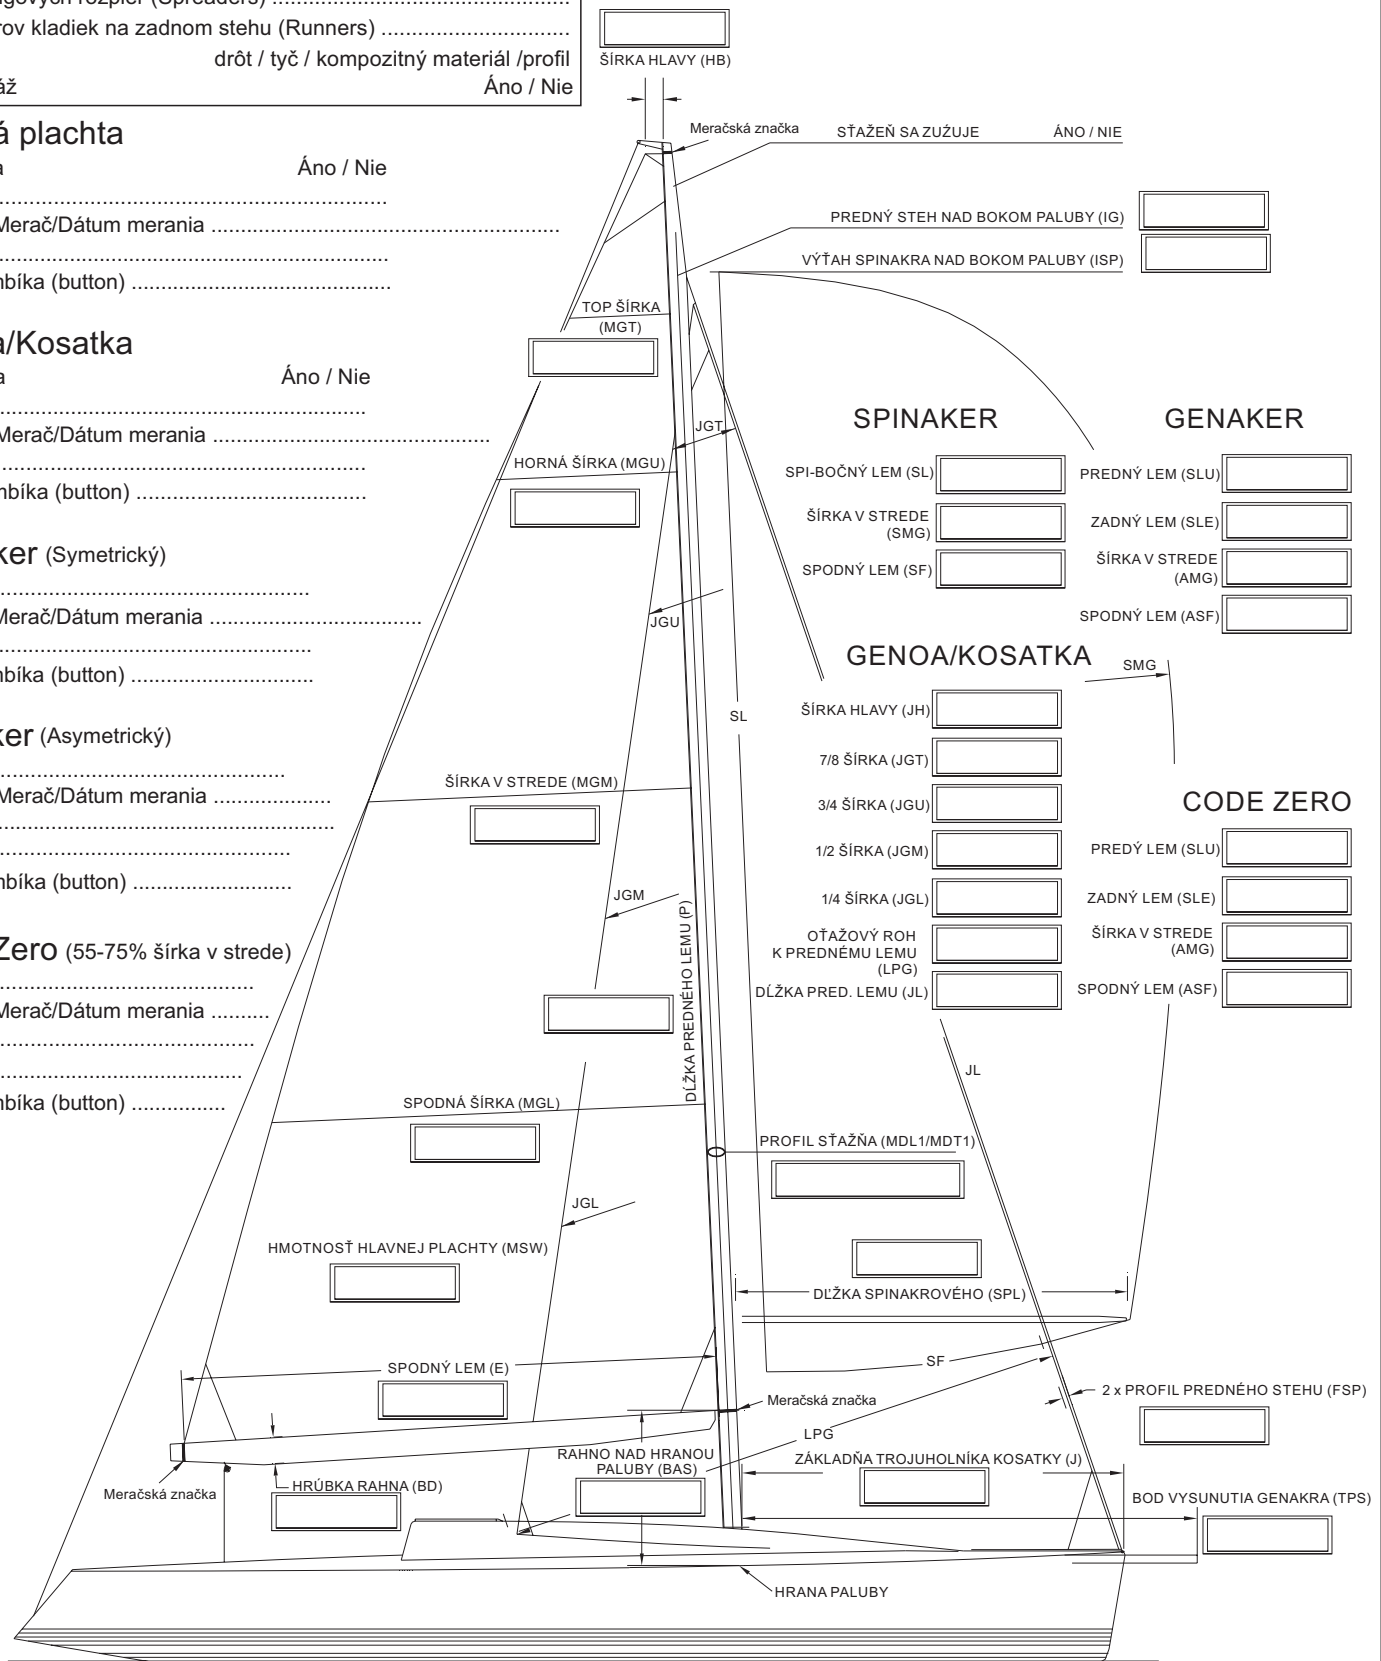 gových rozpier (Spreaders) ...................................................
rov kladiek na zadnom stehu (Runners) ................................
drôt / tyč / kompozitný materiál /profil
áž Áno / Nie
ŠÍRKA HLAVY (HB)
á plachta
a Áno / Nie
Merač/Dátum merania ............................................................
nbíka (button) ............................................
a/Kosatka
a Áno / Nie
Merač/Dátum merania ................................................
nbíka (button) ........................................
ker (Symetrický)
Merač/Dátum merania .....................................
nbíka (button) ...............................
ker (Asymetrický)
Merač/Dátum merania ....................
nbíka (button) ...........................
Zero (55-75% šírka v strede)
Merač/Dátum merania ..........
nbíka (button) ................
Meračská značka
SŤAŽEŇ SA ZUŹUJE ÁNO / NIE
PREDNÝ STEH NAD BOKOM PALUBY (IG)
VÝŤAH SPINAKRA NAD BOKOM PALUBY (ISP)
TOP ŠÍRKA
(MGT)
JGT
HORNÁ ŠÍRKA (MGU)
JGU
SL
ŠÍRKA V STREDE (MGM)
JGM
DĹŽKA PREDNÉHO LEMU (P)
SPODNÁ ŠÍRKA (MGL)
JGL
HMOTNOSŤ HLAVNEJ PLACHTY (MSW)
SPINAKER
SPI-BOČNÝ LEM (SL)
ŠÍRKA V STREDE
(SMG)
SPODNÝ LEM (SF)
GENAKER
PREDNÝ LEM (SLU)
ZADNÝ LEM (SLE)
ŠÍRKA V STREDE
(AMG)
SPODNÝ LEM (ASF)
GENOA/KOSATKA
SMG
ŠÍRKA HLAVY (JH)
7/8 ŠÍRKA (JGT)
3/4 ŠÍRKA (JGU)
1/2 ŠÍRKA (JGM)
1/4 ŠÍRKA (JGL)
OŤAŽOVÝ ROH
K PREDNÉMU LEMU
(LPG)
DĹŽKA PRED. LEMU (JL)
CODE ZERO
PREDÝ LEM (SLU)
ZADNÝ LEM (SLE)
ŠÍRKA V STREDE
(AMG)
SPODNÝ LEM (ASF)
JL
PROFIL SŤAŽŇA (MDL1/MDT1)
DĽŽKA SPINAKROVÉHO (SPL)
SF
SPODNÝ LEM (E)
Meračská značka
2 x PROFIL PREDNÉHO STEHU (FSP)
LPG
RAHNO NAD HRANOU
PALUBY (BAS)
ZÁKLADŇA TROJUHOLNÍKA KOSATKY (J)
HRÚBKA RAHNA (BD)
Meračská značka
BOD VYSUNUTIA GENAKRA (TPS)
HRANA PALUBY